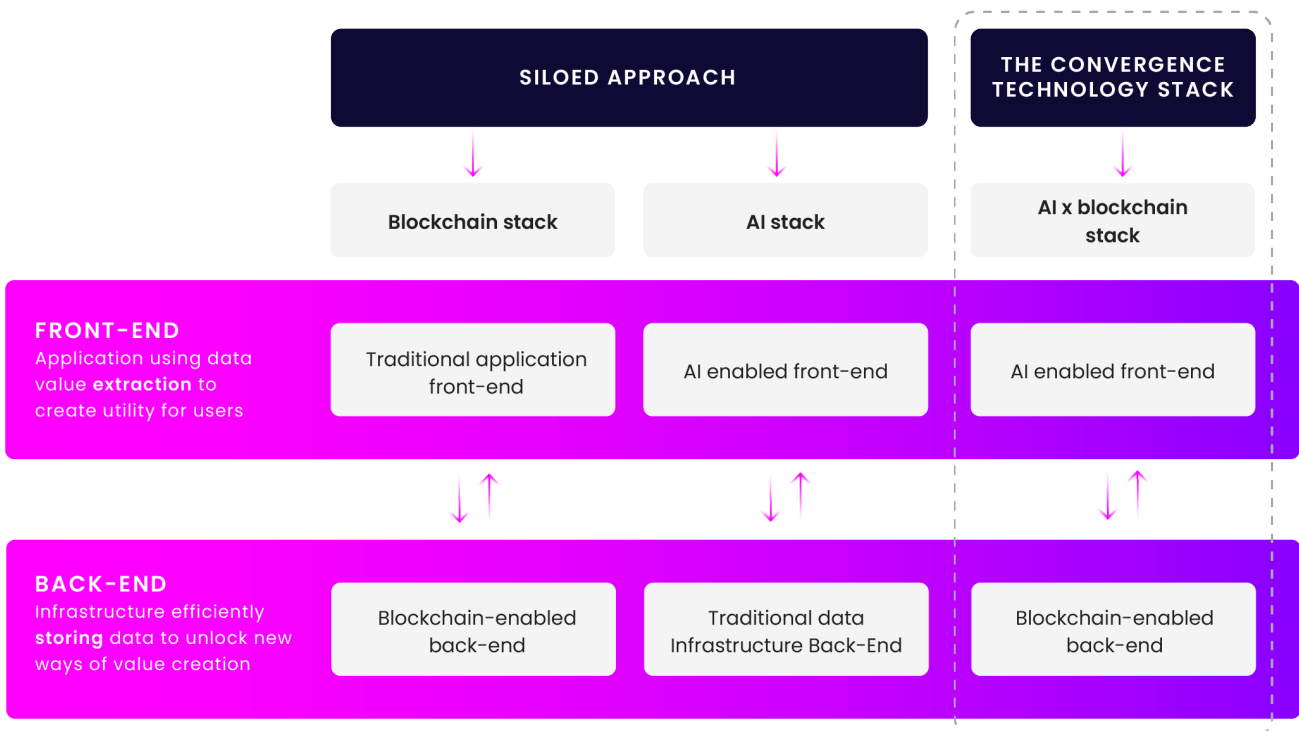 SILOED APPROACH
THE CONVERGENCE
TECHNOLOGY STACK
Blockchain stack
AI stack
AI x blockchain
stack
FRONT-END
Application using data
value extraction to
create utility for users
Traditional application
front-end
AI enabled front-end
AI enabled front-end
BACK-END
Infrastructure efficiently
storing data to unlock new
ways of value creation
Blockchain-enabled
back-end
Traditional data
Infrastructure Back-End
Blockchain-enabled
back-end